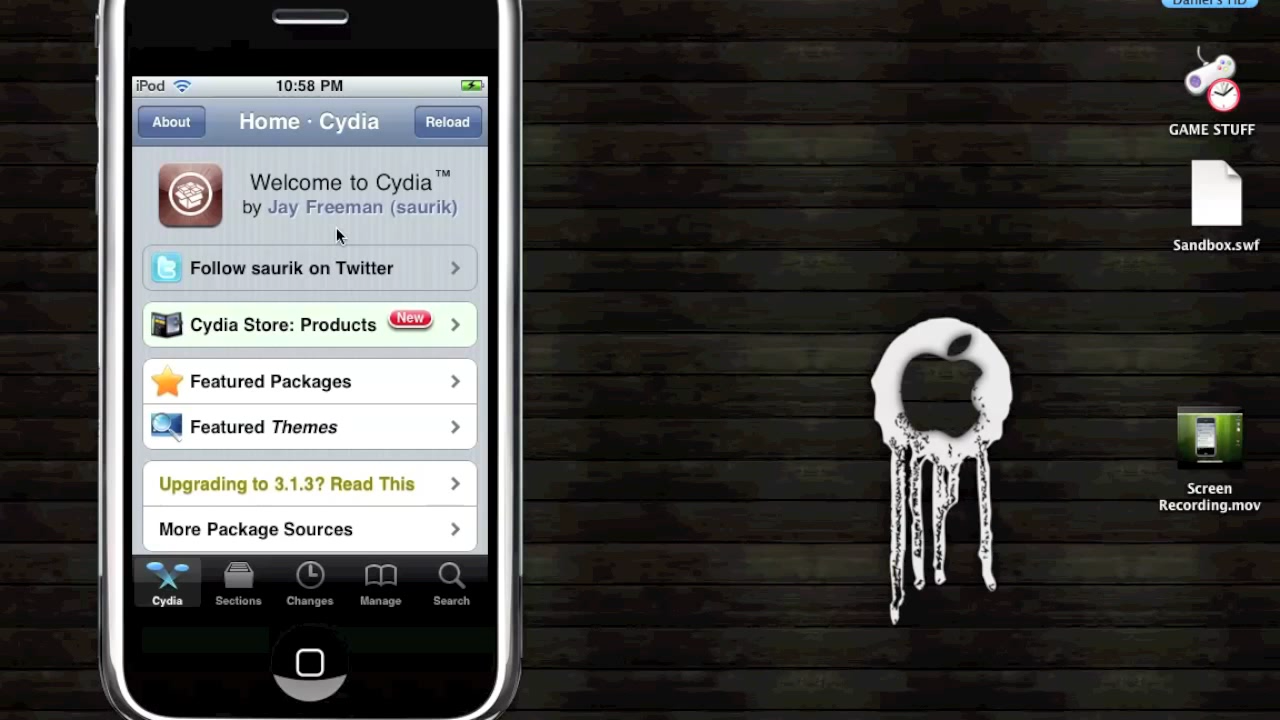 Daniel's HD
iPod 10:58 PM
About Home · Cydia Reload
Welcome to Cydia™
by Jay Freeman (saurik)
Follow saurik on Twitter
Cydia Store: Products New
Featured Packages
Featured Themes
Upgrading to 3.1.3? Read This
More Package Sources
Cydia Sections Changes Manage Search
GAME STUFF
Sandbox.swf
Screen
Recording.mov